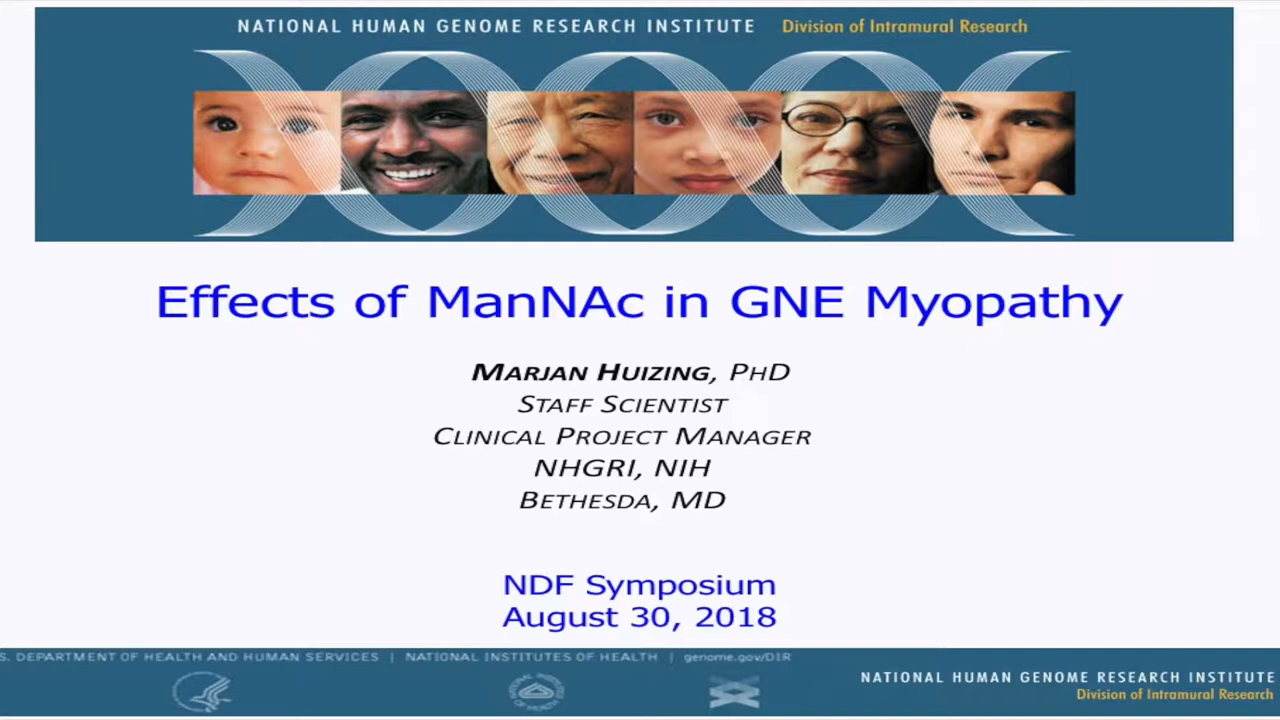 NATIONAL HUMAN GENOME RESEARCH INSTITUTE Division of Intramural Research
Effects of ManNAc in GNE Myopathy
MARJAN HUIZING, PHD
STAFF SCIENTIST
CLINICAL PROJECT MANAGER
NHGRI, NIH
BETHESDA, MD
NDF Symposium
August 30, 2018
S. DEPARTMENT OF HEALTH AND HUMAN SERVICES | NATIONAL INSTITUTES OF HEALTH | genome.gov/DIR
NATIONAL HUMAN GENOME RESEARCH INSTITUTE
Division of Intramural Research